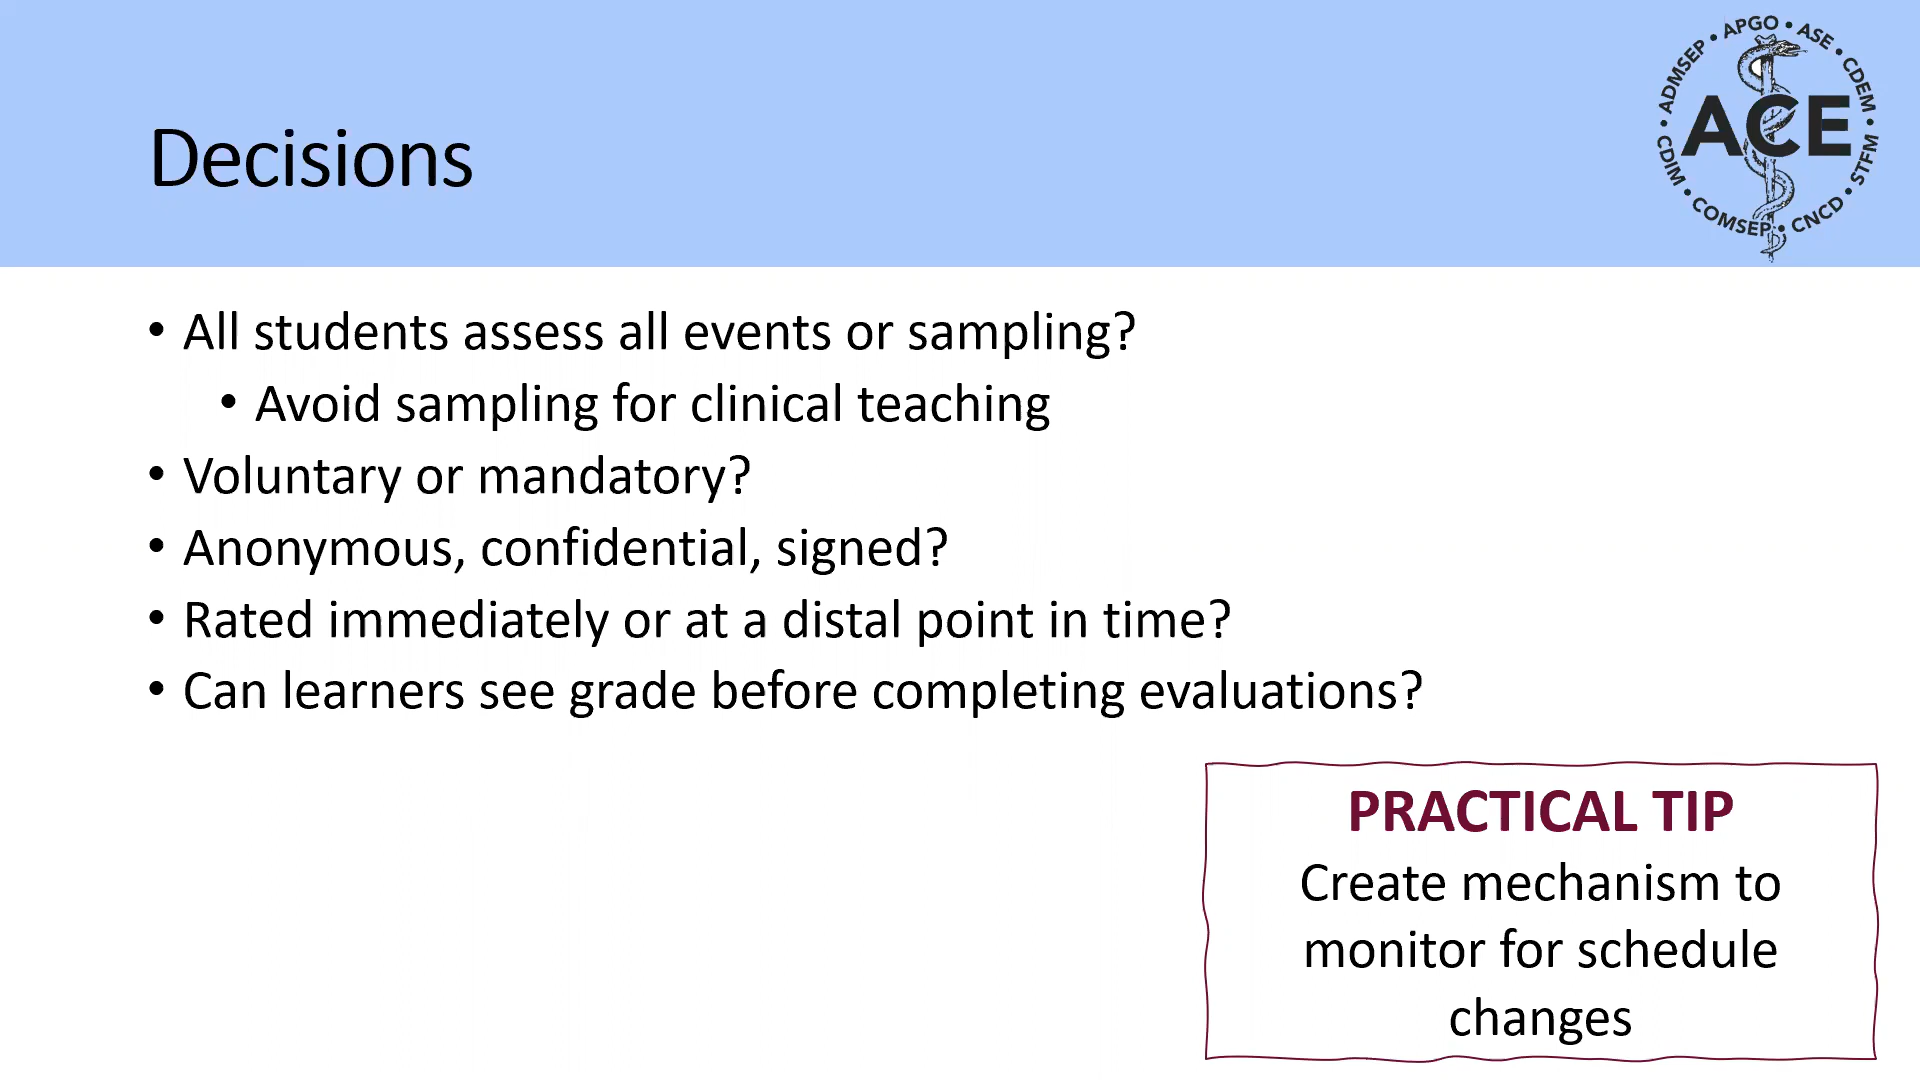 Decisions
ADMSEP • APGO • ASE • CDEM • STFM • CNCD • COMSEP • CDIM •
ACE
• All students assess all events or sampling?
• Avoid sampling for clinical teaching
• Voluntary or mandatory?
• Anonymous, confidential, signed?
• Rated immediately or at a distal point in time?
• Can learners see grade before completing evaluations?
PRACTICAL TIP
Create mechanism to
monitor for schedule
changes